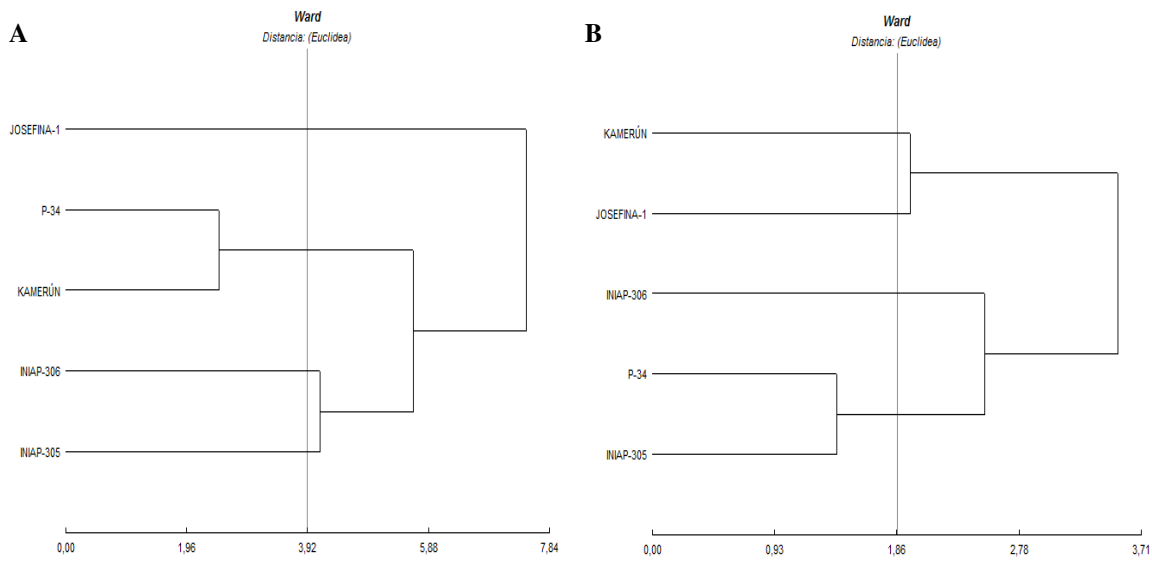 A
Ward
Distancia: (Euclidea)
JOSEFINA-1
P-34
KAMERÚN
INIAP-306
INIAP-305
0,00 1,96 3,92 5,88 7,84
B
Ward
Distancia: (Euclidea)
KAMERÚN
JOSEFINA-1
INIAP-306
P-34
INIAP-305
0,00 0,93 1,86 2,78 3,71